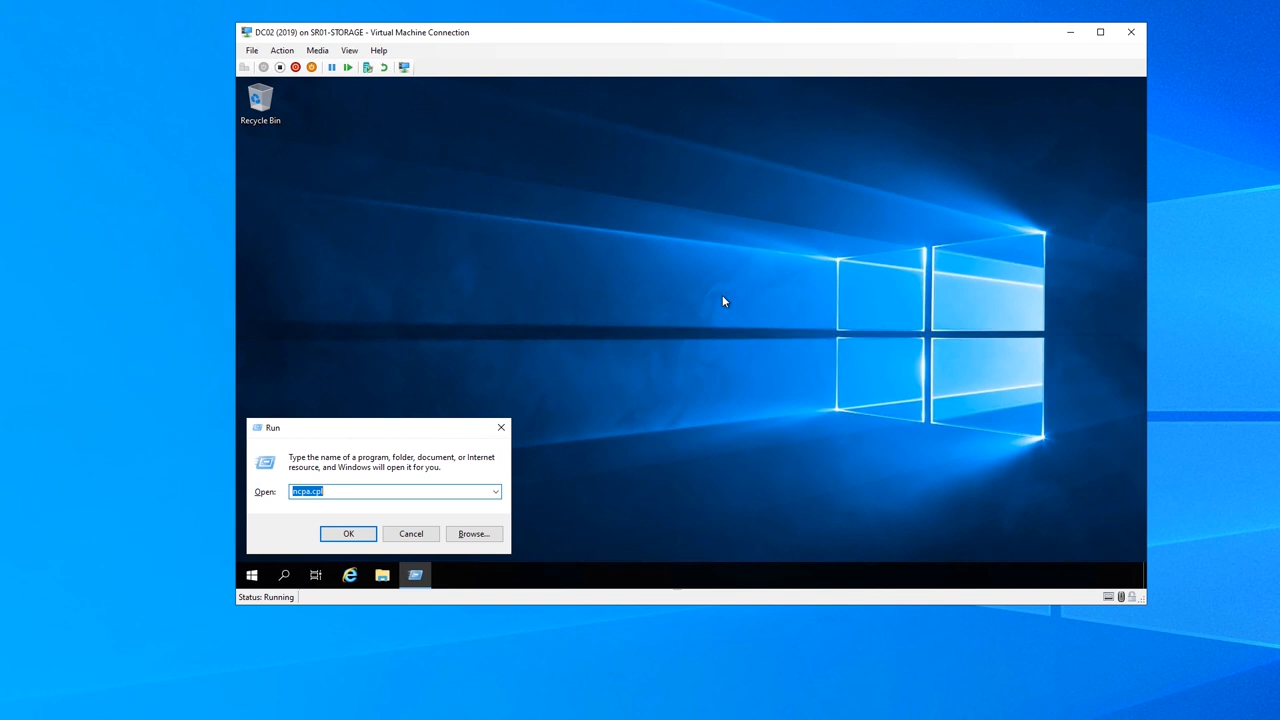 DC02 (2019) on SR01-STORAGE - Virtual Machine Connection
File Action Media View Help
Recycle Bin
Run
Type the name of a program, folder, document, or Internet
resource, and Windows will open it for you.
Open: ncpa.cpl
OK Cancel Browse...
Status: Running